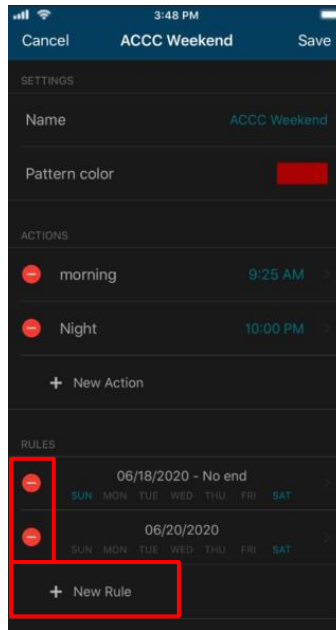 3:48 PM
Cancel ACCC Weekend Save
SETTINGS
Name ACCC Weekend
Pattern color
ACTIONS
morning 9:25 AM
Night 10:00 PM
+ New Action
RULES
06/18/2020 - No end
SUN MON TUE WED THU FRI SAT
06/20/2020
SUN MON TUE WED THU FRI SAT
+ New Rule